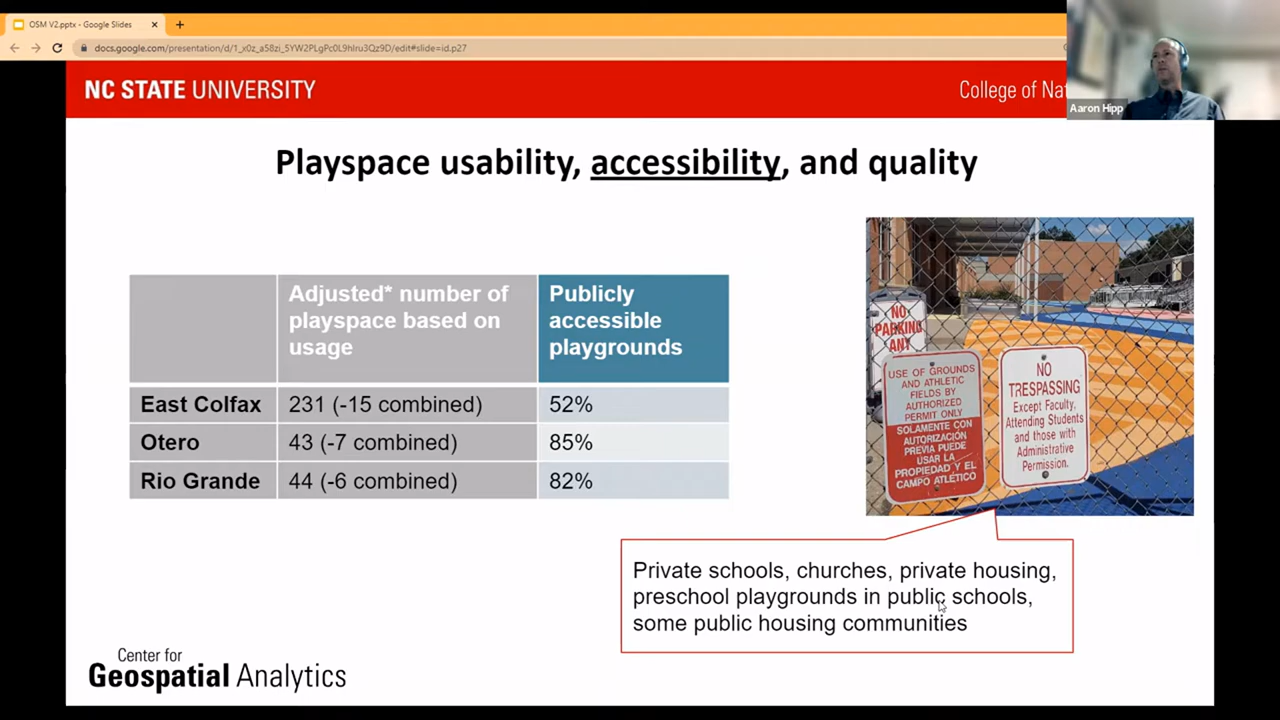 OSM V2.pptx - Google Slides
docs.google.com/presentation/d/1_x0z_a58zi_5YW2PLgPc0L9hlru3Qz9D/edit#slide=id.p27
NC STATE UNIVERSITY
College of Nat
Aaron Hipp
Playspace usability, accessibility, and quality
Adjusted* number of
playspace based on
usage
Publicly
accessible
playgrounds
East Colfax 231 (-15 combined) 52%
Otero 43 (-7 combined) 85%
Rio Grande 44 (-6 combined) 82%
NO
PARKING
ANY
USE OF GROUNDS
AND ATHLETIC
FIELDS BY
AUTHORIZED
PERMIT ONLY
SOLAMENTE CON
AUTORIZACIÓN
PREVIA PUEDE
USAR LA
PROPIEDAD Y EL
CAMPO ATLÉTICO
NO
TRESPASSING
Except Faculty,
Attending Students
and those with
Administrative
Permission.
Private schools, churches, private housing,
preschool playgrounds in public schools,
some public housing communities
Center for
Geospatial Analytics